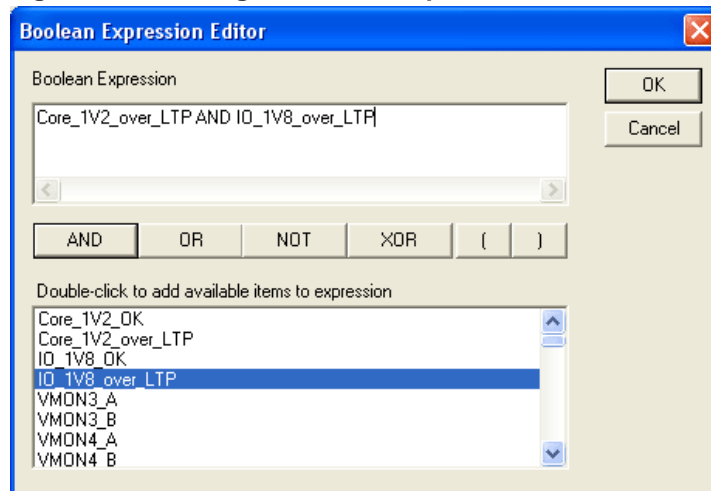 Boolean Expression Editor
Boolean Expression
OK
Core_1V2_over_LTP AND IO_1V8_over_LTP
Cancel
AND OR NOT XOR ( )
Double-click to add available items to expression
Core_1V2_OK
Core_1V2_over_LTP
IO_1V8_OK
IO_1V8_over_LTP
VMON3_A
VMON3_B
VMON4_A
VMON4_B